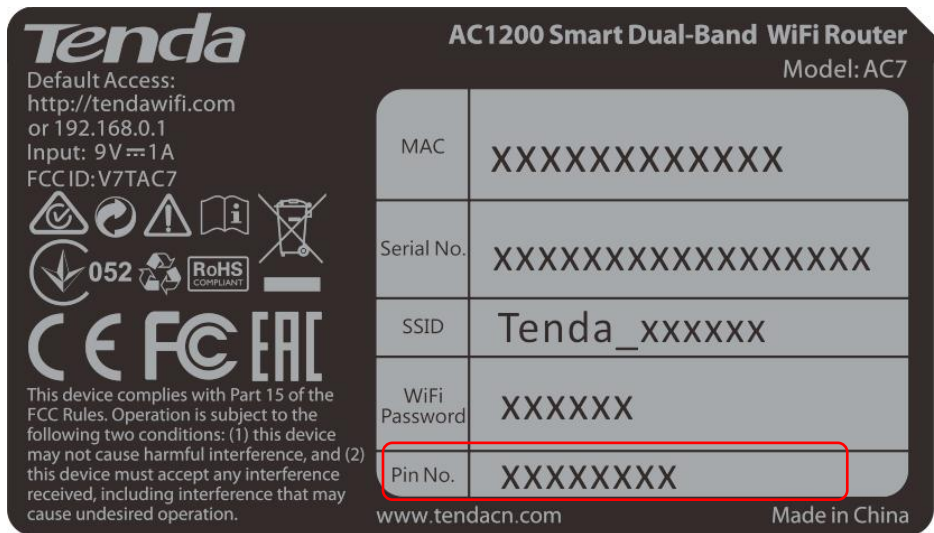 Tenda
AC1200 Smart Dual-Band WiFi Router
Model: AC7
Default Access:
http://tendawifi.com
or 192.168.0.1
Input: 9V⎓1A
FCC ID: V7TAC7
052
RoHS
COMPLIANT
CE FC EAC
This device complies with Part 15 of the
FCC Rules. Operation is subject to the
following two conditions: (1) this device
may not cause harmful interference, and (2)
this device must accept any interference
received, including interference that may
cause undesired operation.
MAC XXXXXXXXXXXX
Serial No. XXXXXXXXXXXXXXXXX
SSID Tenda_xxxxxx
WiFi
Password XXXXXX
Pin No. XXXXXXXX
www.tendacn.com
Made in China